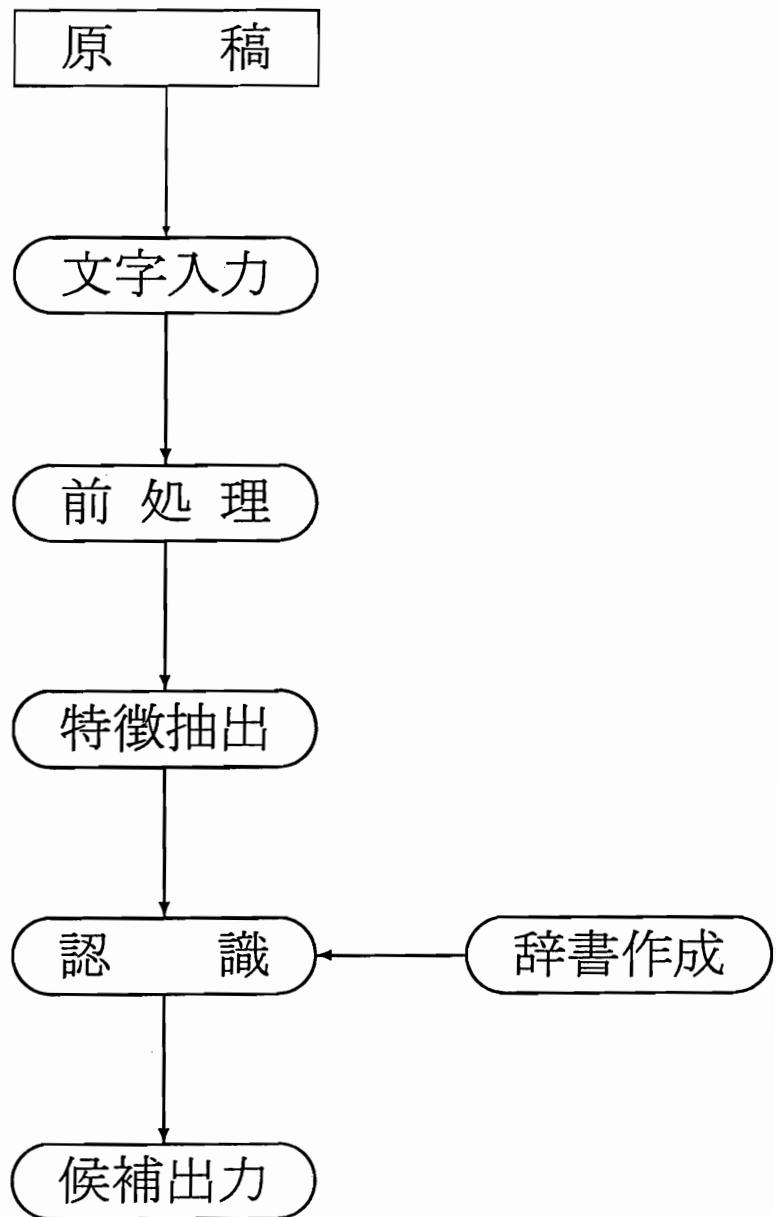 原 稿
文字入力
前 処 理
特徴抽出
認 識
辞書作成
候補出力